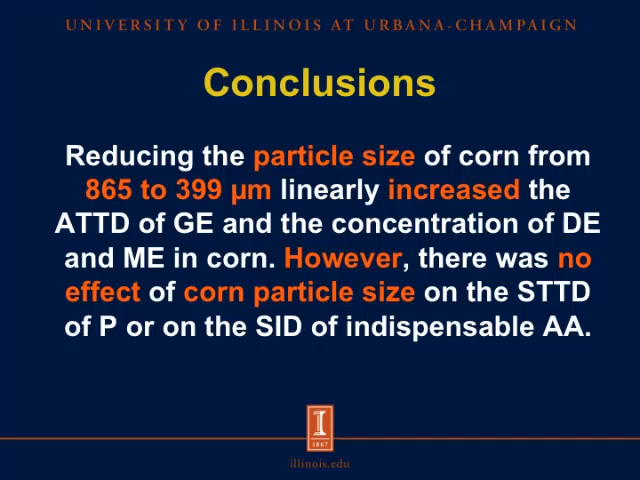 UNIVERSITY OF ILLINOIS AT URBANA-CHAMPAIGN
Conclusions
Reducing the particle size of corn from
865 to 399 µm linearly increased the
ATTD of GE and the concentration of DE
and ME in corn. However, there was no
effect of corn particle size on the STTD
of P or on the SID of indispensable AA.
I
1867
illinois.edu